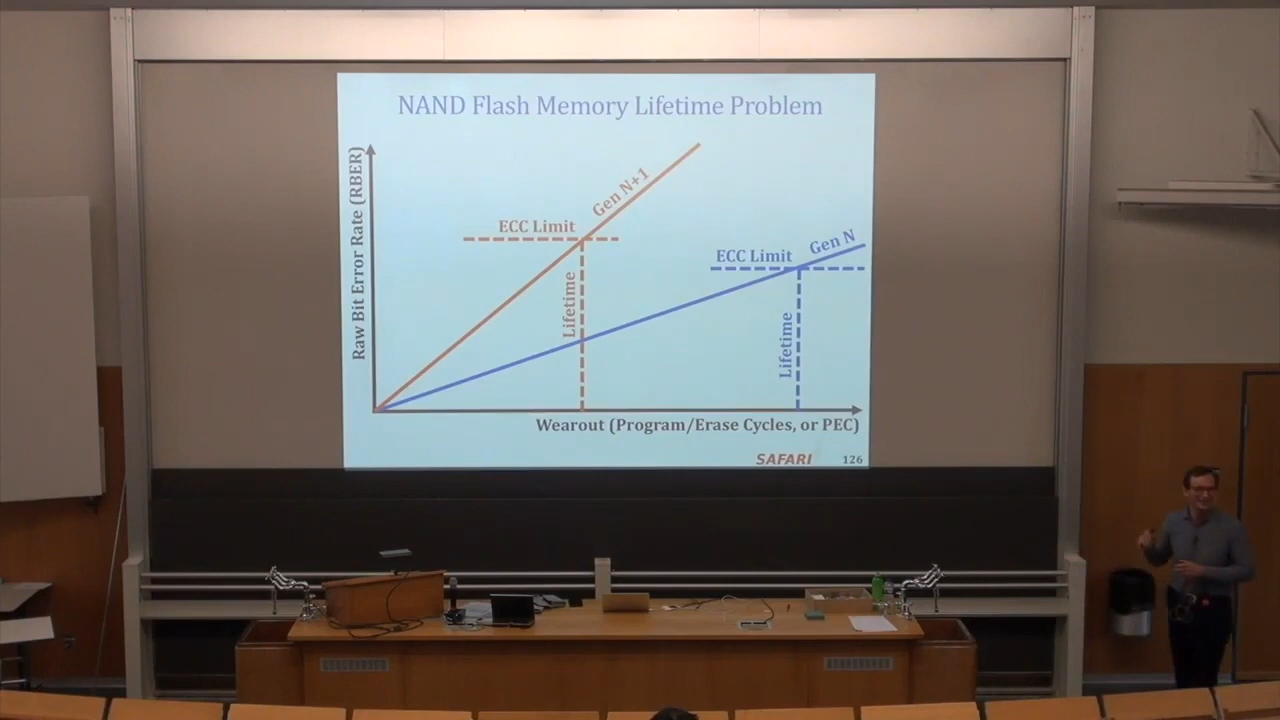 NAND Flash Memory Lifetime Problem
Raw Bit Error Rate (RBER)
Gen N+1
ECC Limit
Lifetime
Gen N
ECC Limit
Lifetime
Wearout (Program/Erase Cycles, or PEC)
SAFARI 126